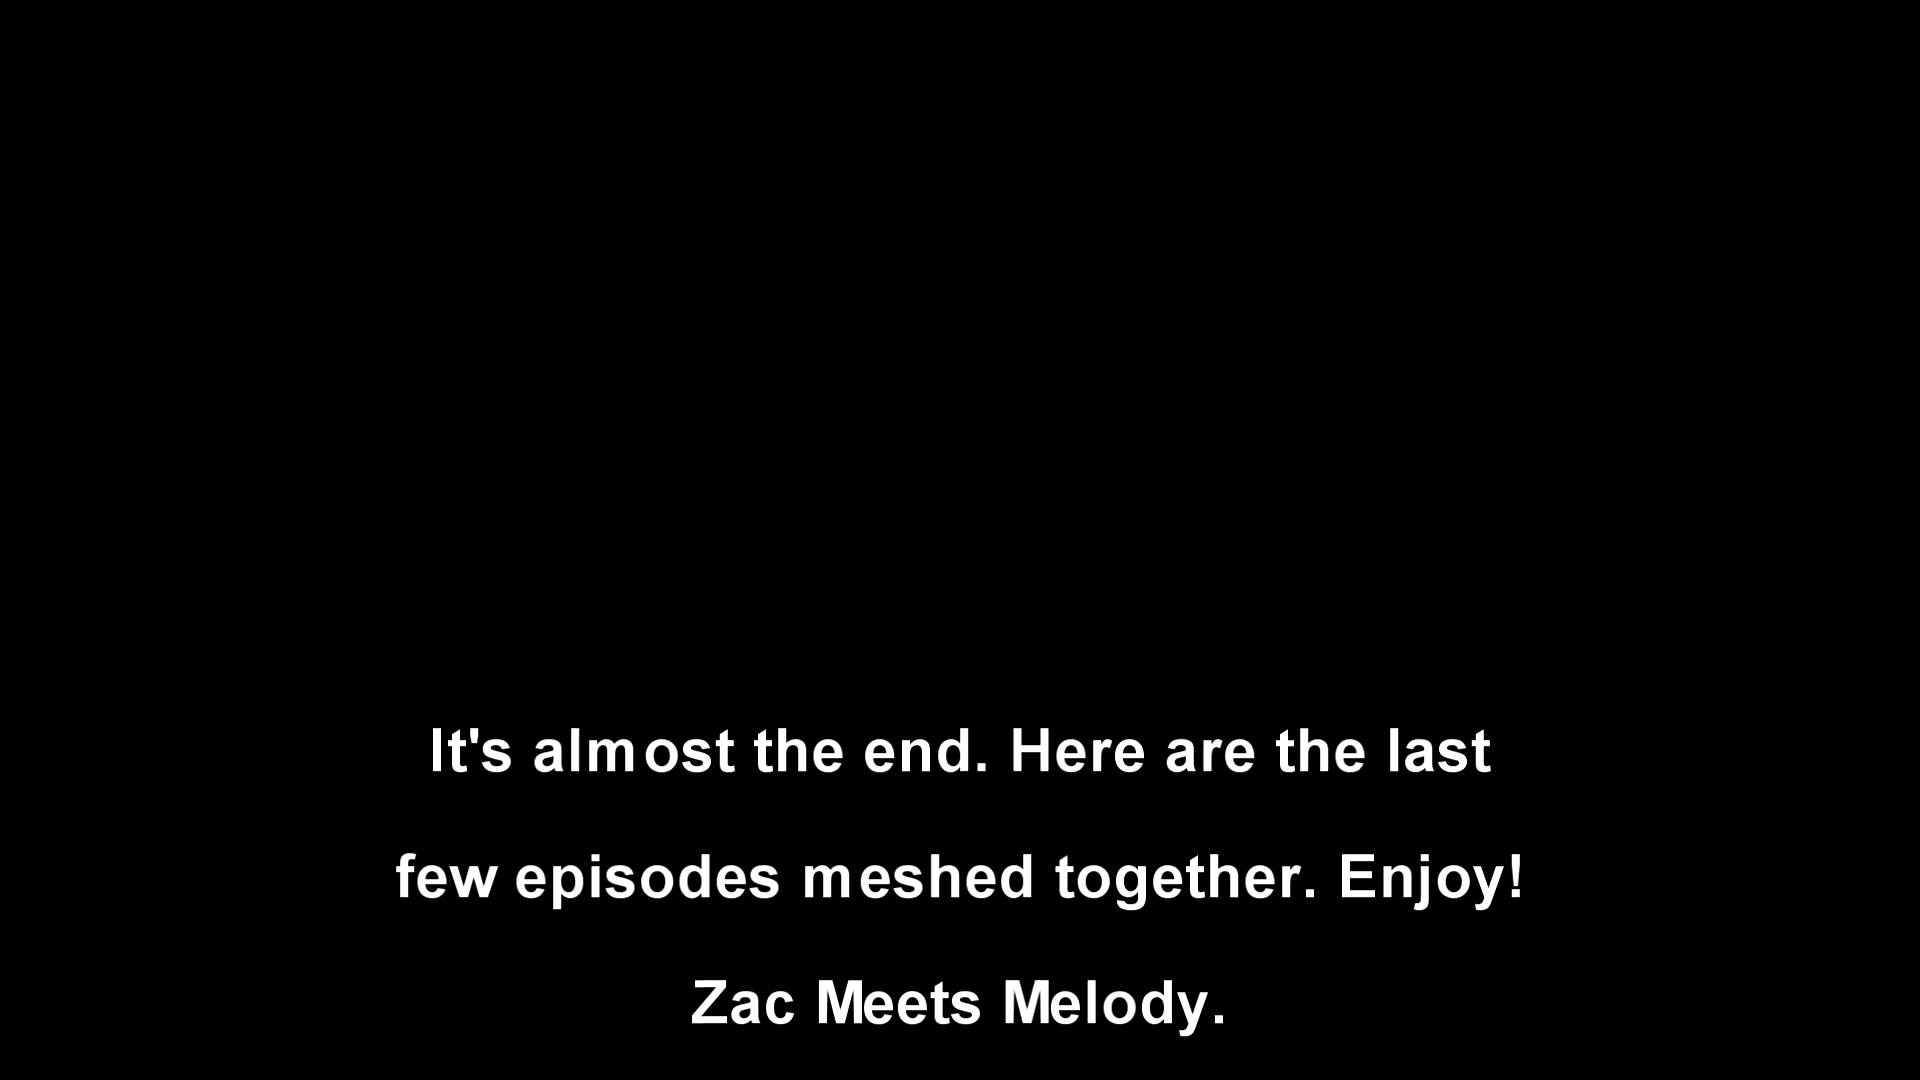 It's almost the end. Here are the last
few episodes meshed together. Enjoy!
Zac Meets Melody.